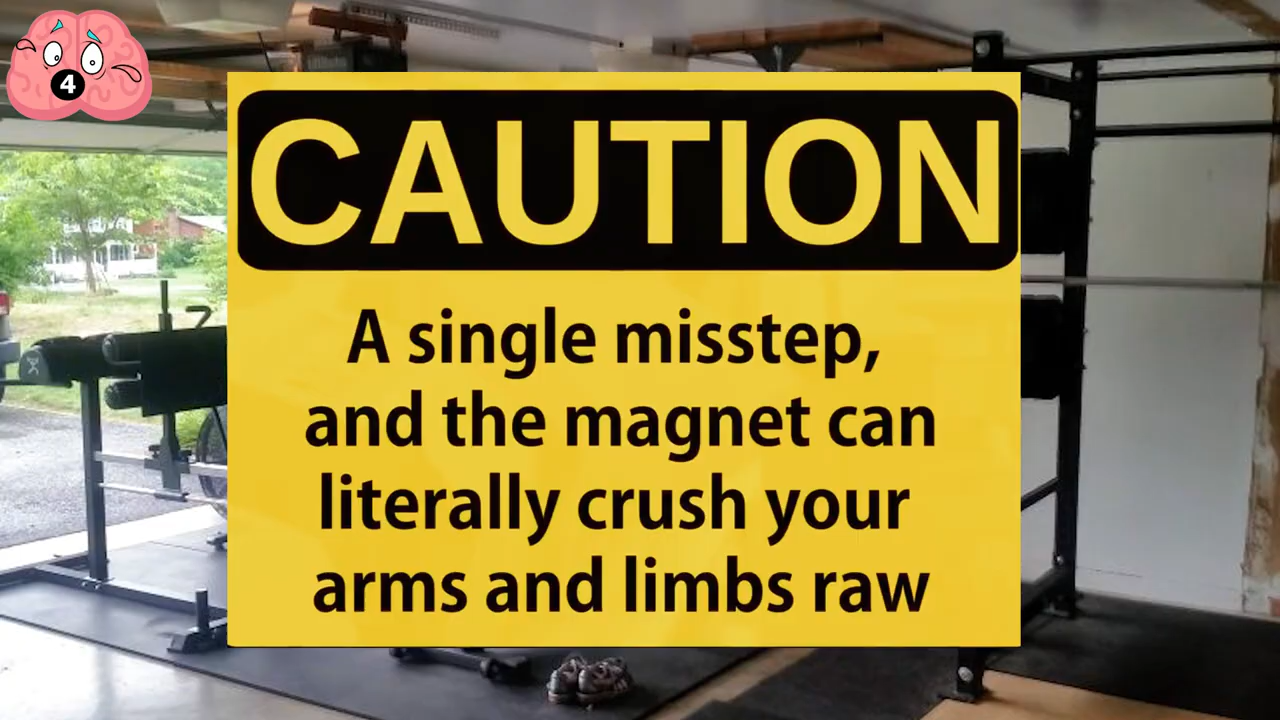 4
CAUTION
A single misstep,
and the magnet can
literally crush your
arms and limbs raw